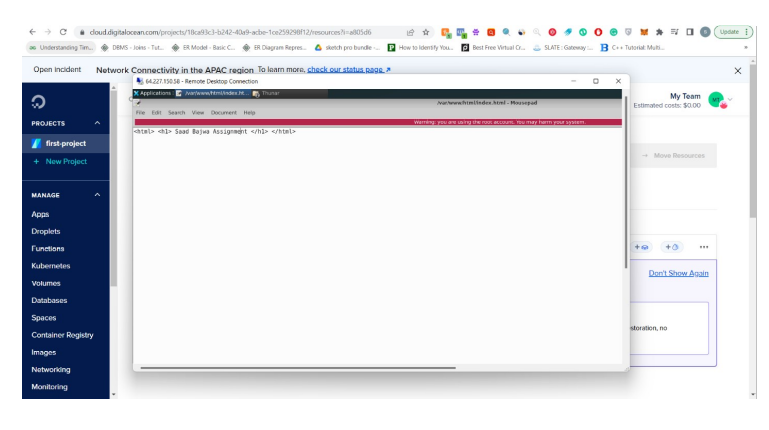 cloud.digitalocean.com/projects/18ca93c3-b242-40a9-acbe-1ce259298f12/resources?i=a805d6
Update
Understanding Tim...
DBMS - Joins - Tut...
ER Model - Basic C...
ER Diagram Repres...
sketch pro bundle -...
How to Identify You...
Best Free Virtual Cr...
SLATE : Gateway :...
C++ Tutorial: Multi...
»
Open incident Network Connectivity in the APAC region To learn more, check our status page
64.227.150.58 - Remote Desktop Connection
Applications /var/www/html/index.ht... Thunar
/var/www/html/index.html - Mousepad
File Edit Search View Document Help
Warning: you are using the root account. You may harm your system.
<html> <h1> Saad Bajwa Assignment </h1> </html>
My Team
Estimated costs: $0.00
MT
PROJECTS
first-project
+ New Project
→ Move Resources
MANAGE
Apps
Droplets
Functions
Kubernetes
Volumes
Databases
Spaces
Container Registry
Images
Networking
Monitoring
Don't Show Again
storation, no